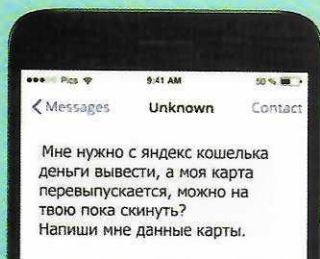 Pics 9:41 AM 50 %
Messages Unknown Contact
Мне нужно с яндекс кошелька
деньги вывести, а моя карта
перевыпускается, можно на
твою пока скинуть?
Напиши мне данные карты.